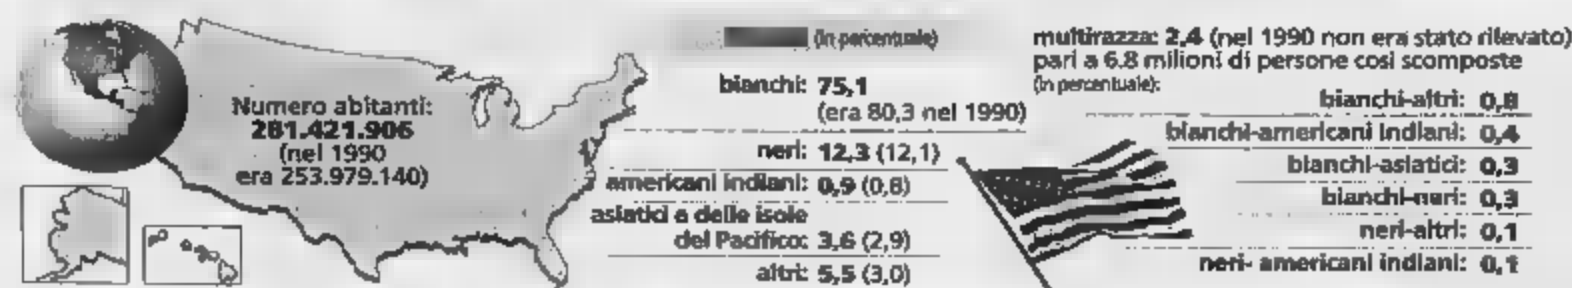 Numero abitanti:
281.421.906
(nel 1990
era 253.979.140)
(in percentuale)
bianchi: 75,1
(era 80,3 nel 1990)
neri: 12,3 (12,1)
americani indiani: 0,9 (0,8)
asiatici e delle isole
del Pacifico: 3,6 (2,9)
altri: 5,5 (3,0)
multirazza: 2,4 (nel 1990 non era stato rilevato)
pari a 6.8 milioni di persone così scomposte
(in percentuale):
bianchi-altri: 0,8
bianchi-americani indiani: 0,4
bianchi-asiatici: 0,3
bianchi-neri: 0,3
neri-altri: 0,1
neri- americani indiani: 0,1